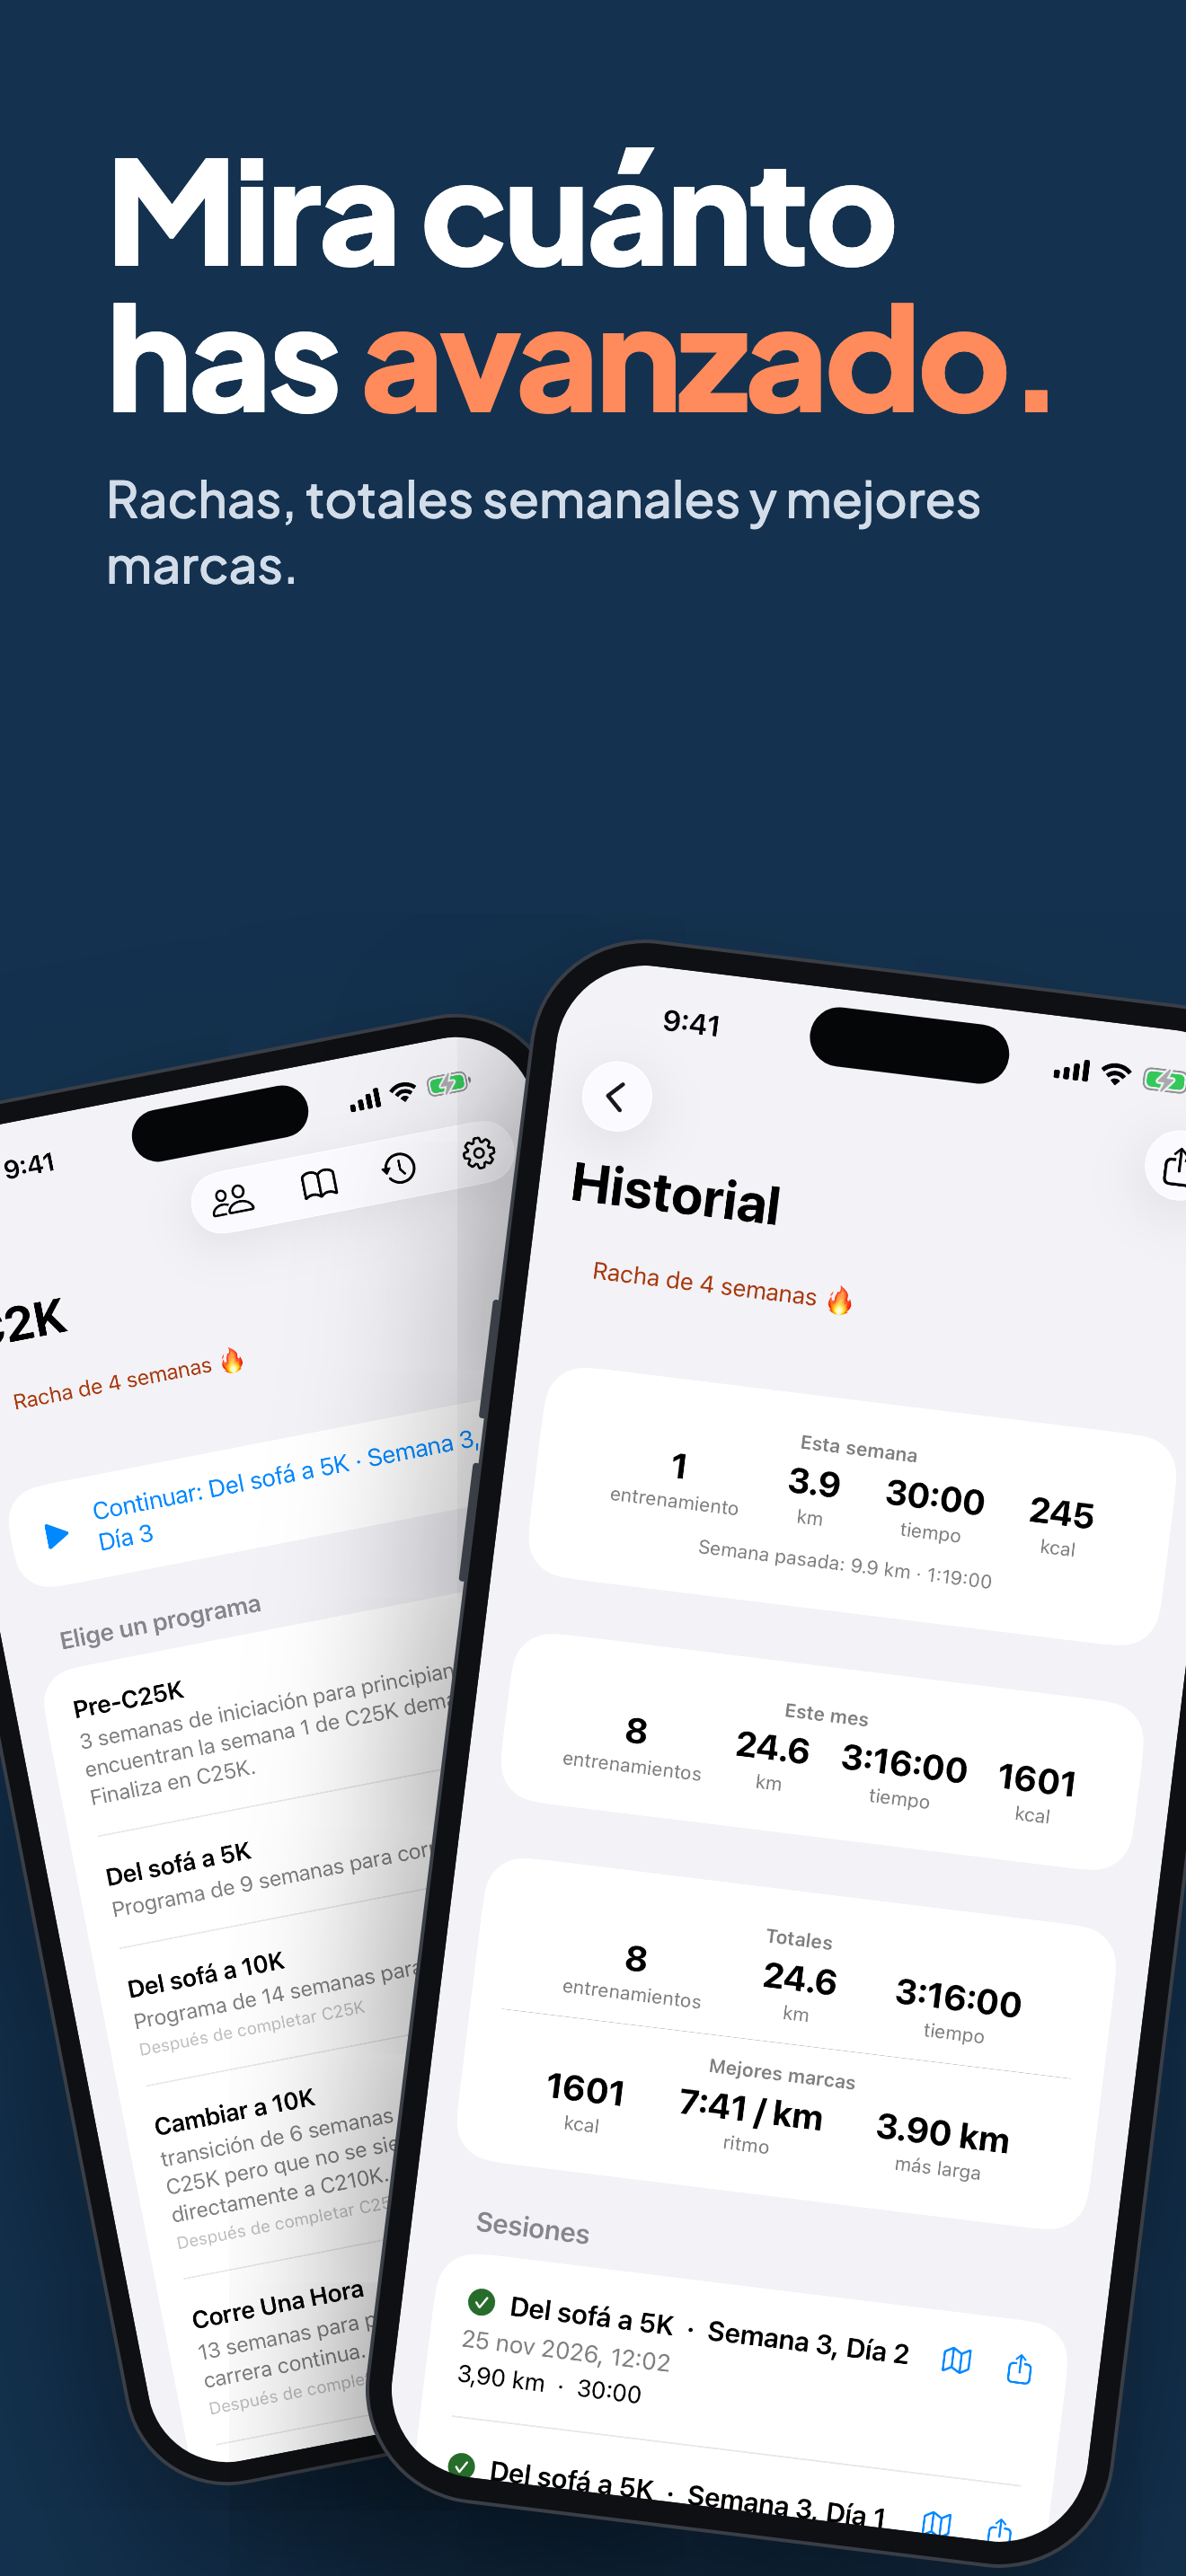 Mira cuánto
has avanzado.
Rachas, totales semanales y mejores
marcas.
9:41
2K
Racha de 4 semanas 🔥
Continuar: Del sofá a 5K · Semana 3,
Día 3
Elige un programa
Pre-C25K
3 semanas de iniciación para
encuentran la semana 1 de C25K
Finaliza en C25K.
Del sofá a 5K
Programa de 9 semanas para
Del sofá a 10K
Programa de 14 semanas para
Después de completar C25K
Cambiar a 10K
transición de 6 semanas
C25K pero que no se
directamente a C210K.
Después de completar
Corre Una Hora
13 semanas para
carrera continua.
Después de
9:41
Historial
Racha de 4 semanas 🔥
Esta semana
1 3.9 30:00 245
entrenamiento km tiempo kcal
Semana pasada: 9.9 km · 1:19:00
Este mes
8 24.6 3:16:00 1601
entrenamientos km tiempo kcal
Totales
8 24.6 3:16:00
entrenamientos km tiempo
Mejores marcas
1601 7:41 / km 3.90 km
kcal ritmo más larga
Sesiones
Del sofá a 5K · Semana 3, Día 2
25 nov 2026, 12:02
3,90 km · 30:00
Del sofá a 5K · Semana 3, Día 1